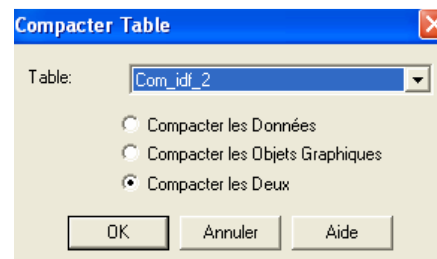 Compacter Table
Table: Com_idf_2
Compacter les Données
Compacter les Objets Graphiques
Compacter les Deux
OK Annuler Aide